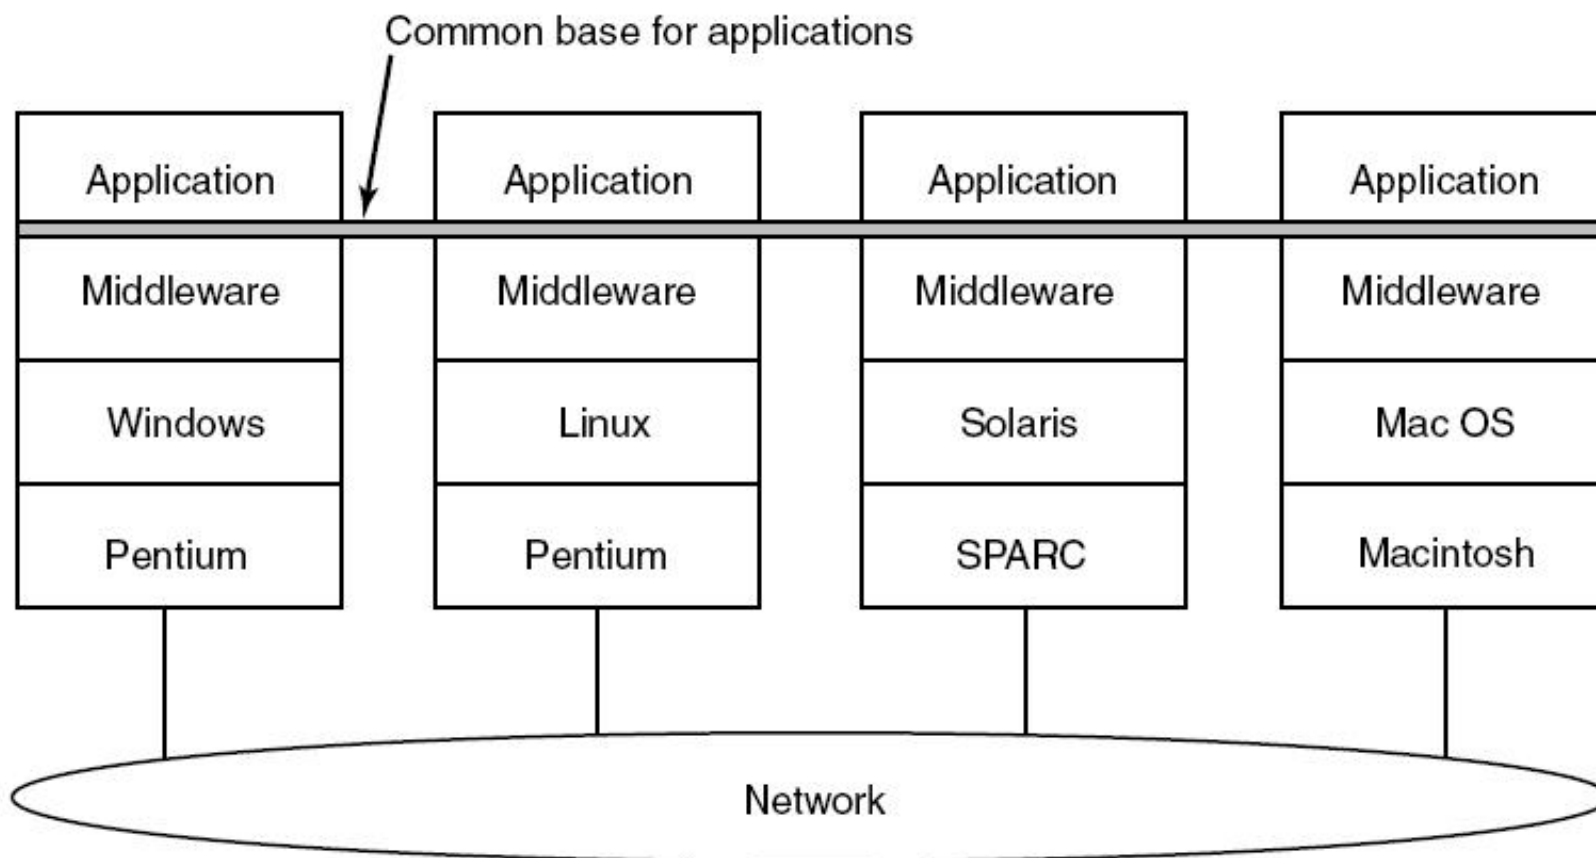 Common base for applications
Application Application Application Application
Middleware Middleware Middleware Middleware
Windows Linux Solaris Mac OS
Pentium Pentium SPARC Macintosh
Network